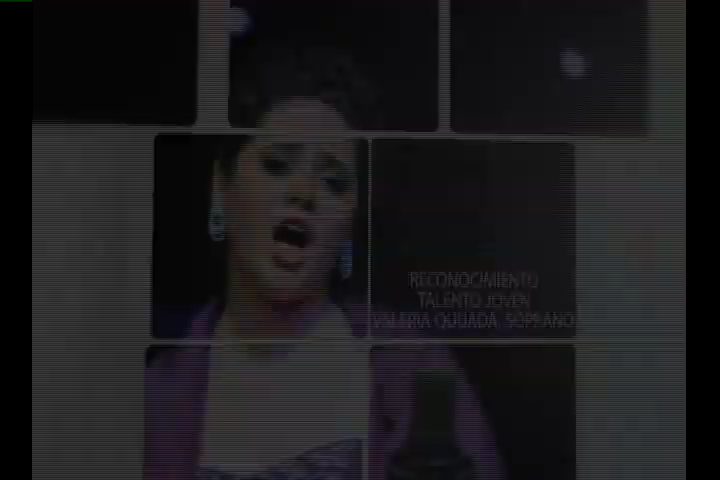 RECONOCIMIENTO
TALENTO JOVEN
VALERIA QUIJADA, SOPRANO